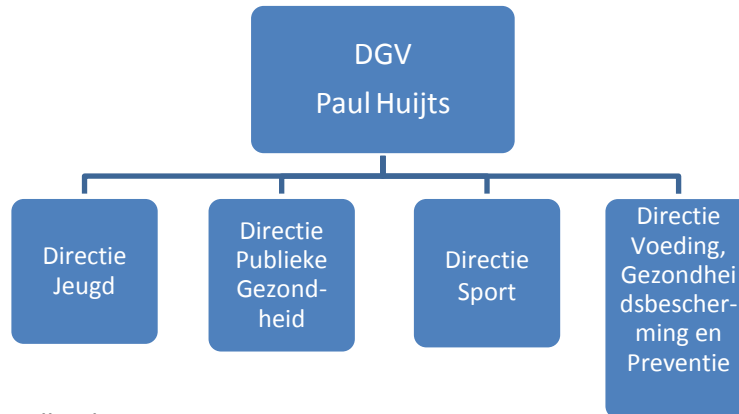 DGV
Paul Huijts
Directie
Jeugd
Directie
Publieke
Gezond-
heid
Directie
Sport
Directie
Voeding,
Gezondhei
dsbescher-
ming en
Preventie